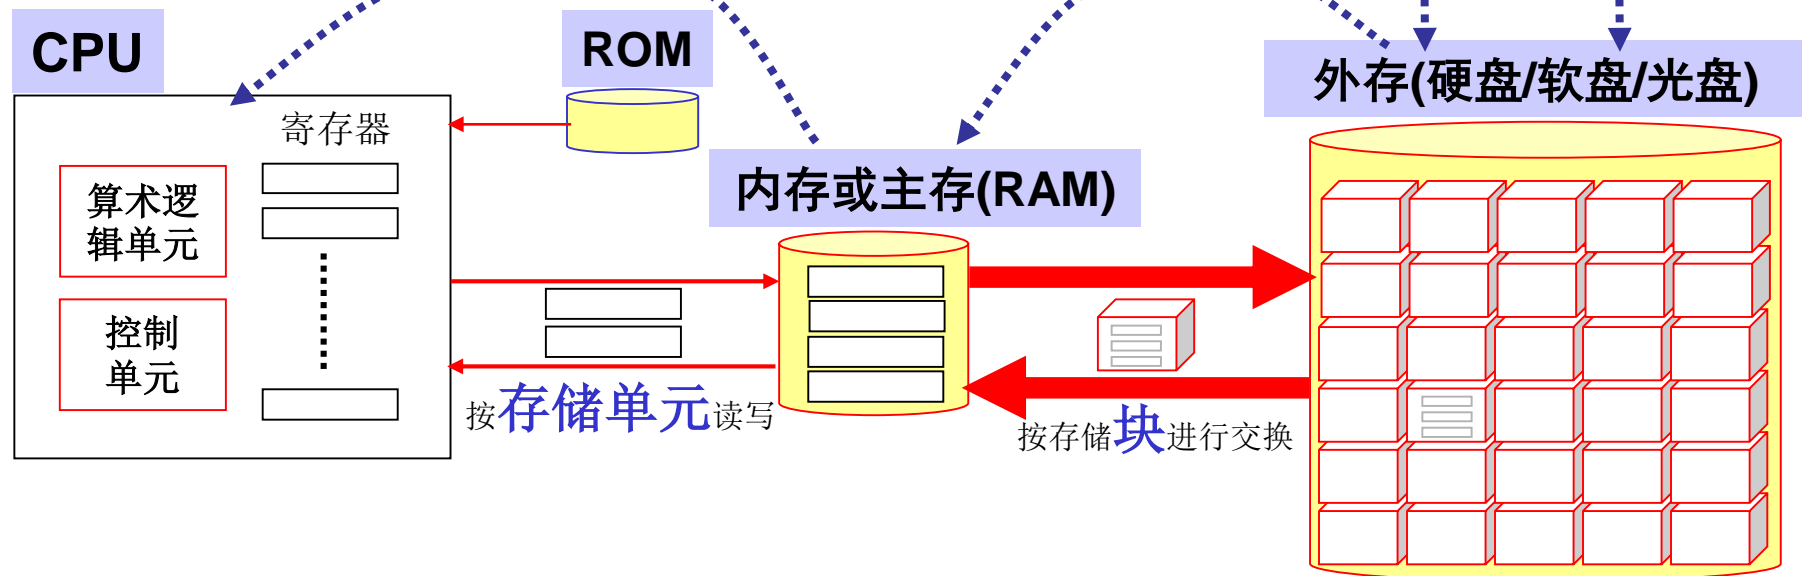 CPU
ROM
外存(硬盘/软盘/光盘)
寄存器
内存或主存(RAM)
算术逻
辑单元
控制
单元
按存储单元读写
按存储块进行交换